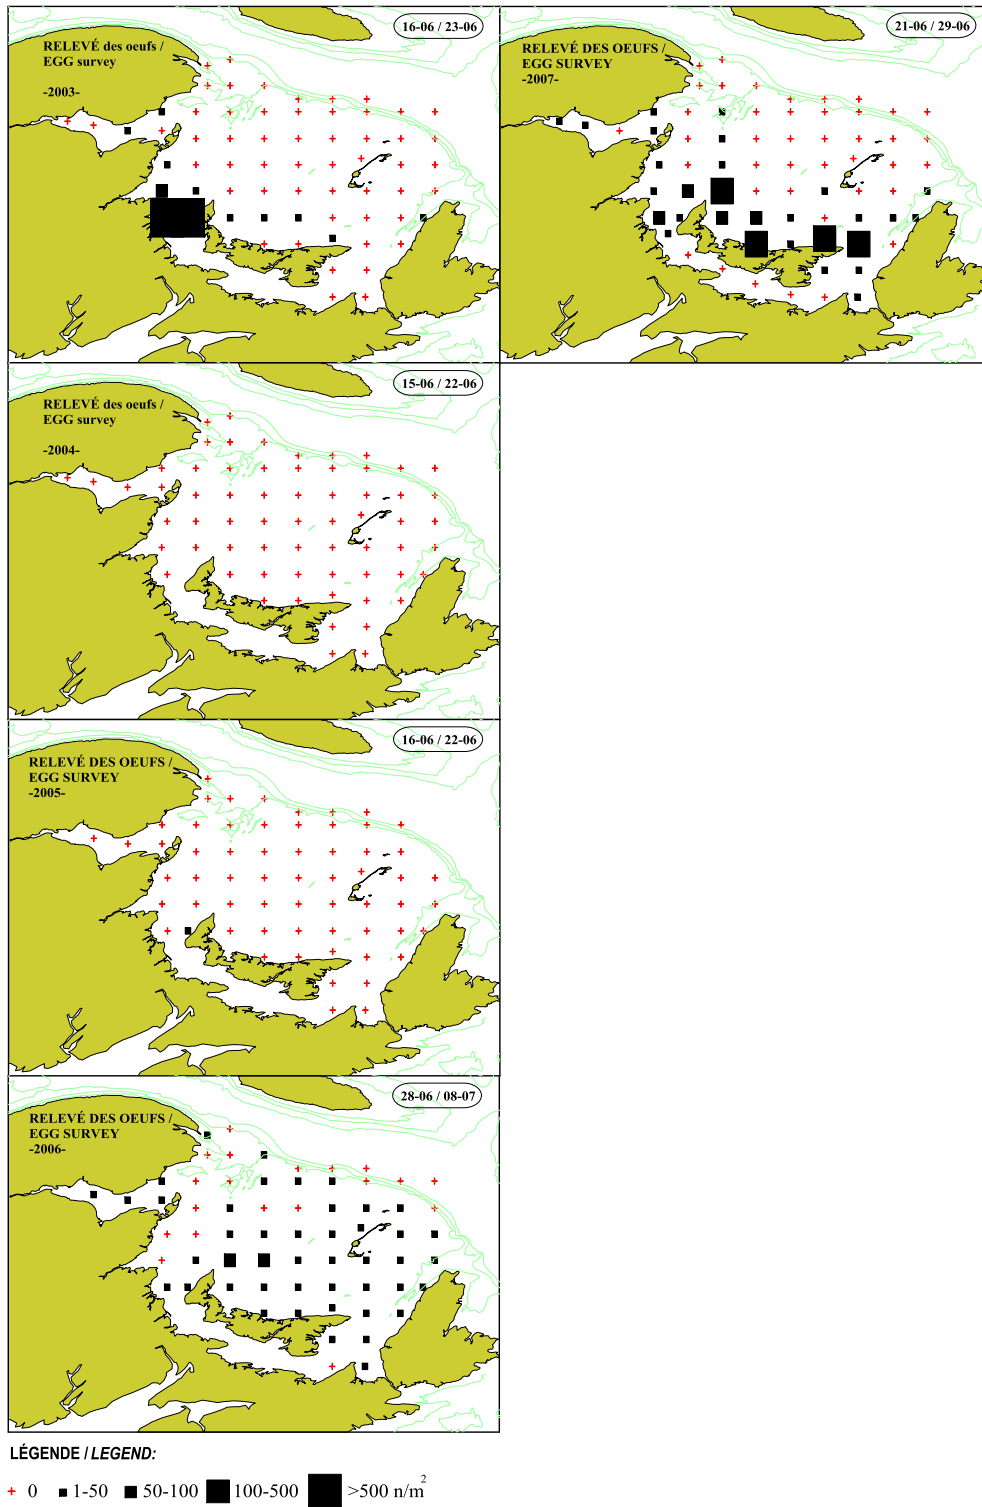 RELEVÉ des oeufs /
EGG survey
-2003-
16-06 / 23-06
RELEVÉ DES OEUFS /
EGG SURVEY
-2007-
21-06 / 29-06
RELEVÉ des oeufs /
EGG survey
-2004-
15-06 / 22-06
RELEVÉ DES OEUFS /
EGG SURVEY
-2005-
16-06 / 22-06
RELEVÉ DES OEUFS /
EGG SURVEY
-2006-
28-06 / 08-07
LÉGENDE / LEGEND:
0 1-50 50-100 100-500 >500 n/m²